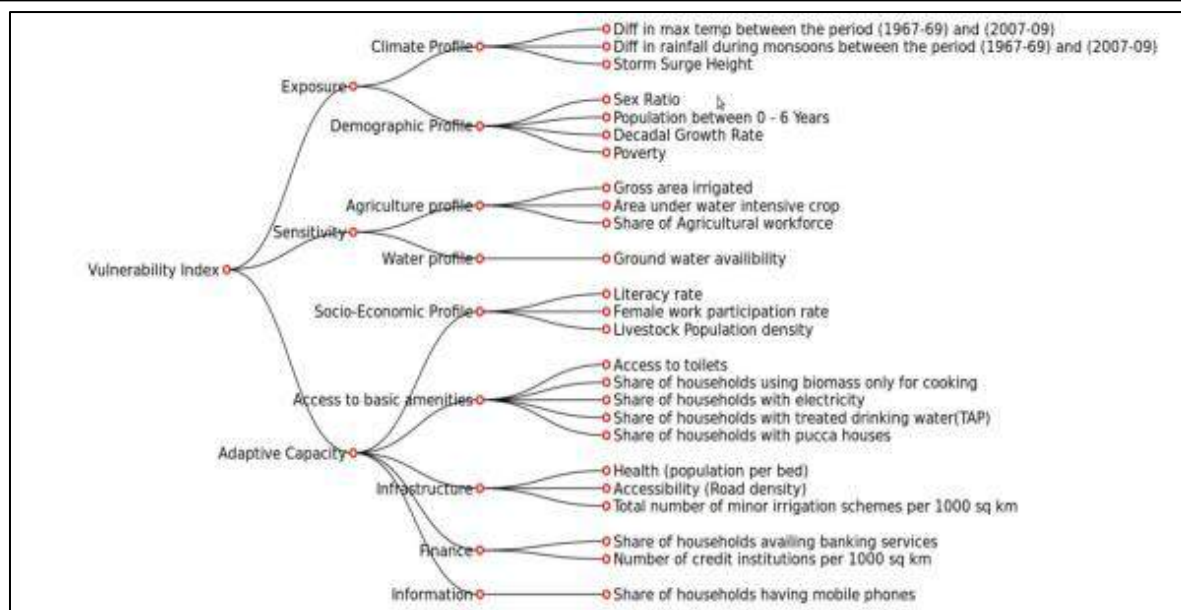 Vulnerability Index
Exposure
Climate Profile
Diff in max temp between the period (1967-69) and (2007-09)
Diff in rainfall during monsoons between the period (1967-69) and (2007-09)
Storm Surge Height
Demographic Profile
Sex Ratio
Population between 0 - 6 Years
Decadal Growth Rate
Poverty
Sensitivity
Agriculture profile
Gross area irrigated
Area under water intensive crop
Share of Agricultural workforce
Water profile
Ground water availibility
Adaptive Capacity
Socio-Economic Profile
Literacy rate
Female work participation rate
Livestock Population density
Access to basic amenities
Access to toilets
Share of households using biomass only for cooking
Share of households with electricity
Share of households with treated drinking water(TAP)
Share of households with pucca houses
Infrastructure
Health (population per bed)
Accessibility (Road density)
Total number of minor irrigation schemes per 1000 sq km
Finance
Share of households availing banking services
Number of credit institutions per 1000 sq km
Information
Share of households having mobile phones